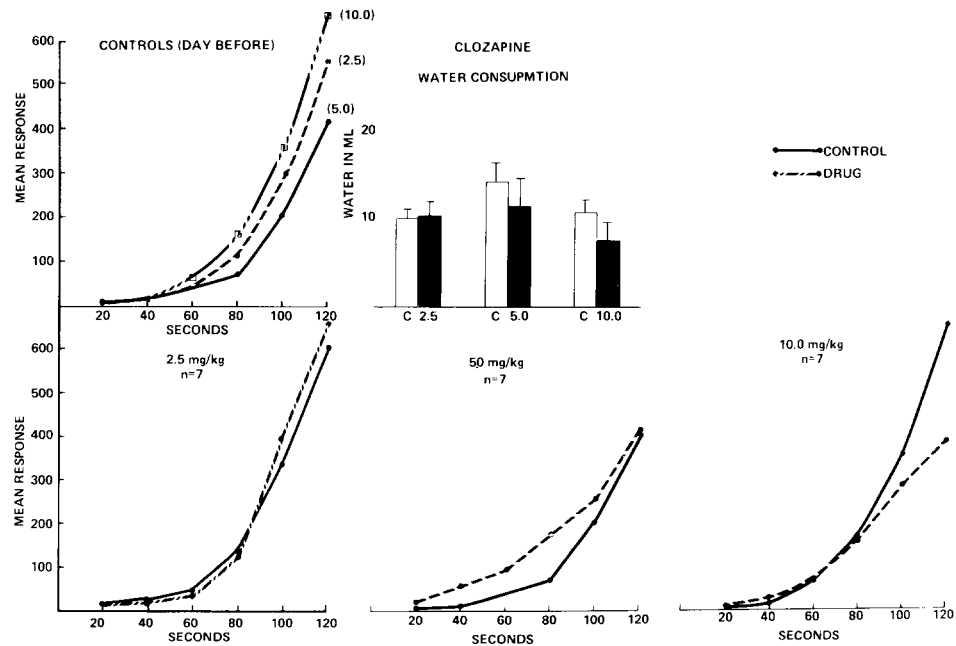 CONTROLS (DAY BEFORE)
MEAN RESPONSE
600
500
400
300
200
100
20 40 60 80 100 120
SECONDS
(10.0)
(2.5)
(5.0)
CLOZAPINE
WATER CONSUPMTION
WATER IN ML
20
10
C 2.5 C 5.0 C 10.0
CONTROL
DRUG
2.5 mg/kg
n=7
MEAN RESPONSE
600
500
400
300
200
100
20 40 60 80 100 120
SECONDS
5.0 mg/kg
n=7
20 40 60 80 100 120
SECONDS
10.0 mg/kg
n=7
20 40 60 80 100 120
SECONDS